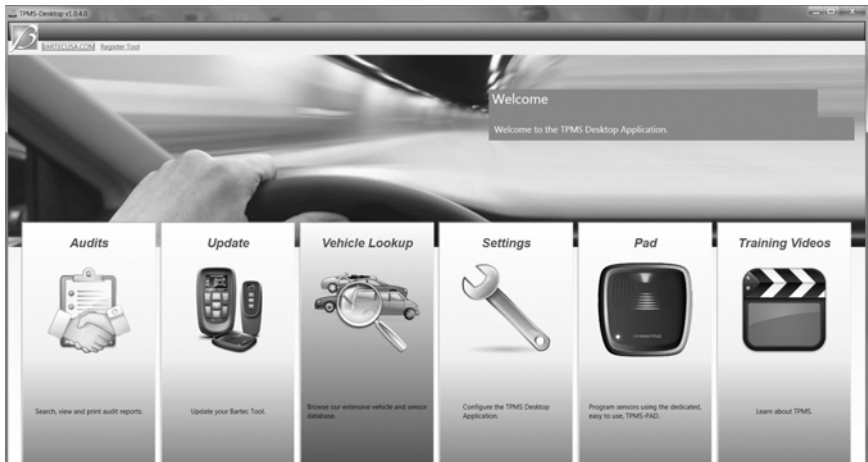 TPMS-Desktop v1.0.4.0
BARTECUSA.COM Register Tool
Welcome
Welcome to the TPMS Desktop Application.
Audits
Update
Vehicle Lookup
Settings
Pad
Training Videos
Search, view and print audit reports.
Update your Bartec Tool.
Browse our extensive vehicle and sensor
database.
Configure the TPMS Desktop
Application.
Program sensors using the dedicated,
easy to use, TPMS-PAD.
Learn about TPMS.